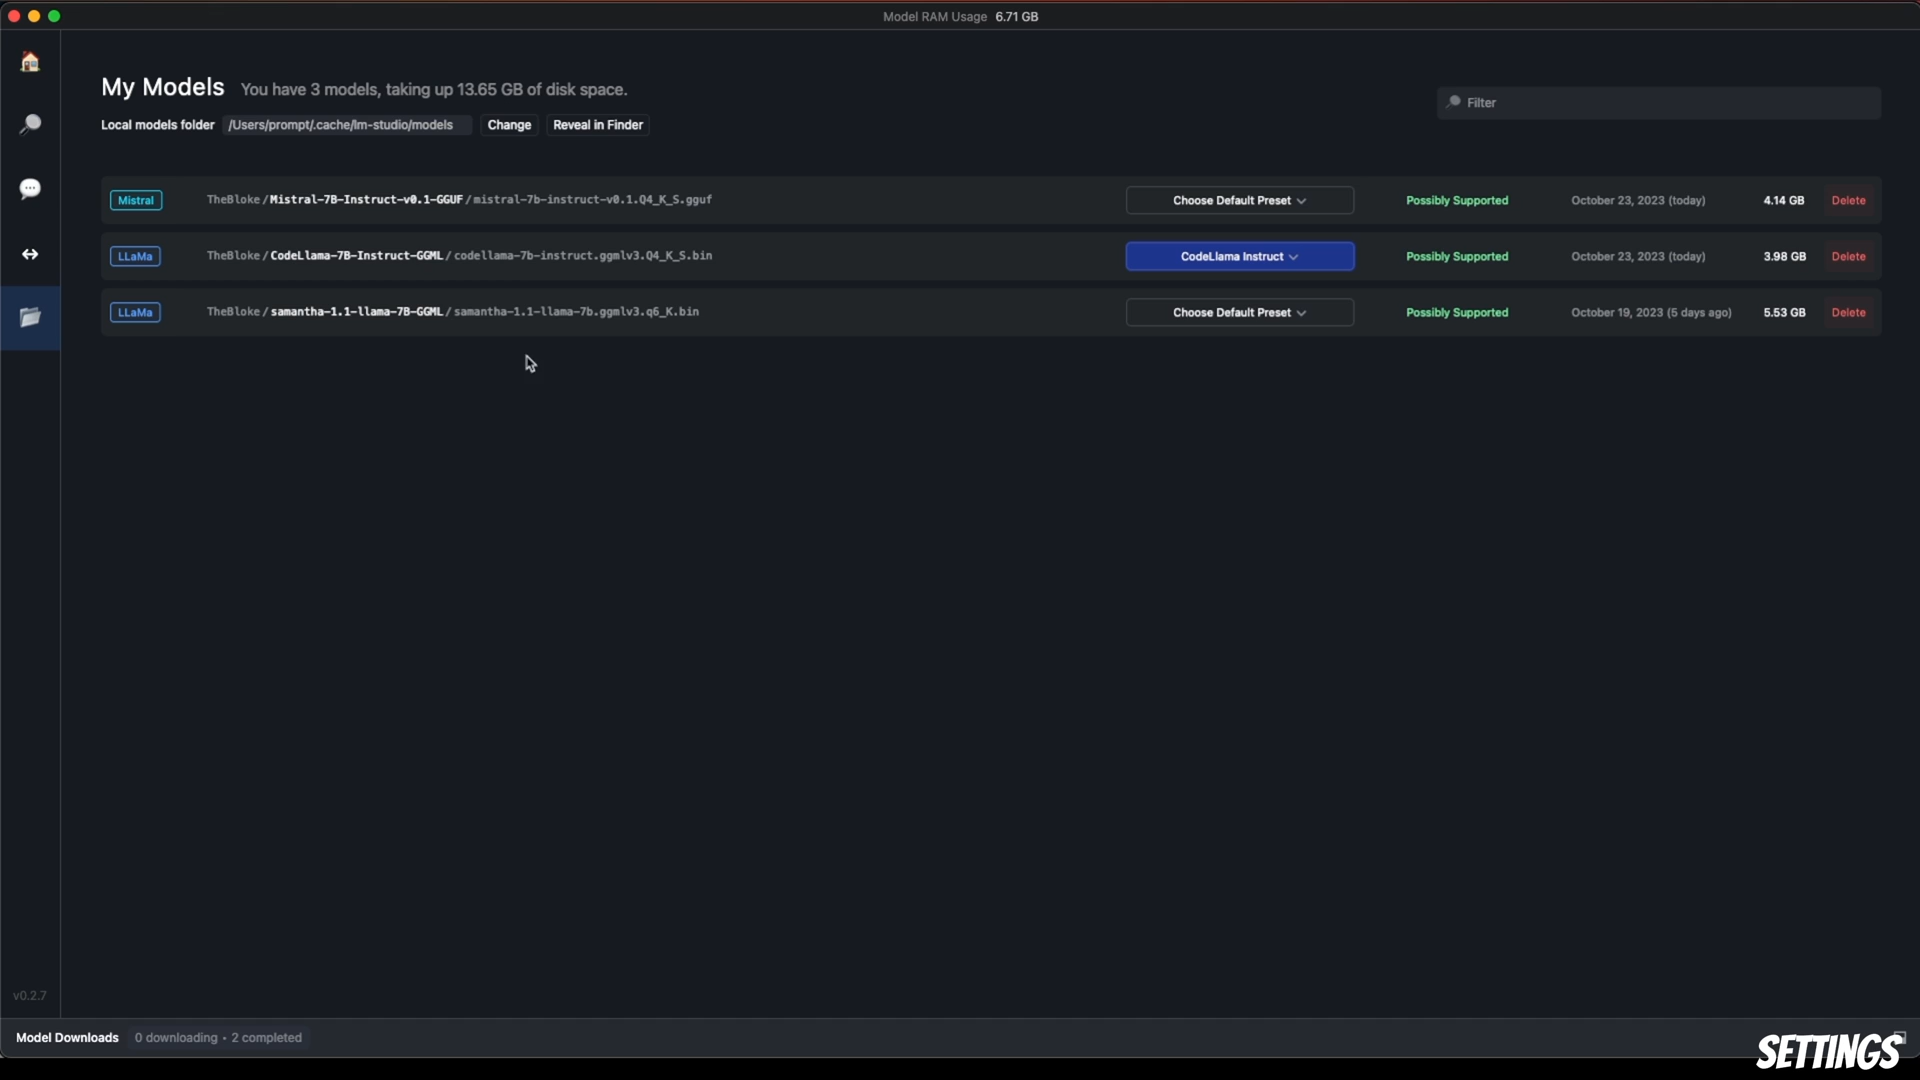 Model RAM Usage 6.71 GB
My Models You have 3 models, taking up 13.65 GB of disk space.
Filter
Local models folder /Users/prompt/.cache/lm-studio/models Change Reveal in Finder
Mistral TheBloke/Mistral-7B-Instruct-v0.1-GGUF/mistral-7b-instruct-v0.1.Q4_K_S.gguf Choose Default Preset Possibly Supported October 23, 2023 (today) 4.14 GB Delete
LLaMa TheBloke/CodeLlama-7B-Instruct-GGML/codellama-7b-instruct.ggmlv3.Q4_K_S.bin CodeLlama Instruct Possibly Supported October 23, 2023 (today) 3.98 GB Delete
LLaMa TheBloke/samantha-1.1-llama-7B-GGML/samantha-1.1-llama-7b.ggmlv3.q6_K.bin Choose Default Preset Possibly Supported October 19, 2023 (5 days ago) 5.53 GB Delete
v0.2.7
Model Downloads 0 downloading • 2 completed
SETTINGS